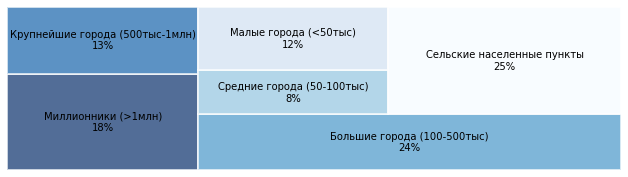 Крупнейшие города (500тыс-1млн)
13%
Миллионники (>1млн)
18%
Малые города (<50тыс)
12%
Средние города (50-100тыс)
8%
Сельские населенные пункты
25%
Большие города (100-500тыс)
24%